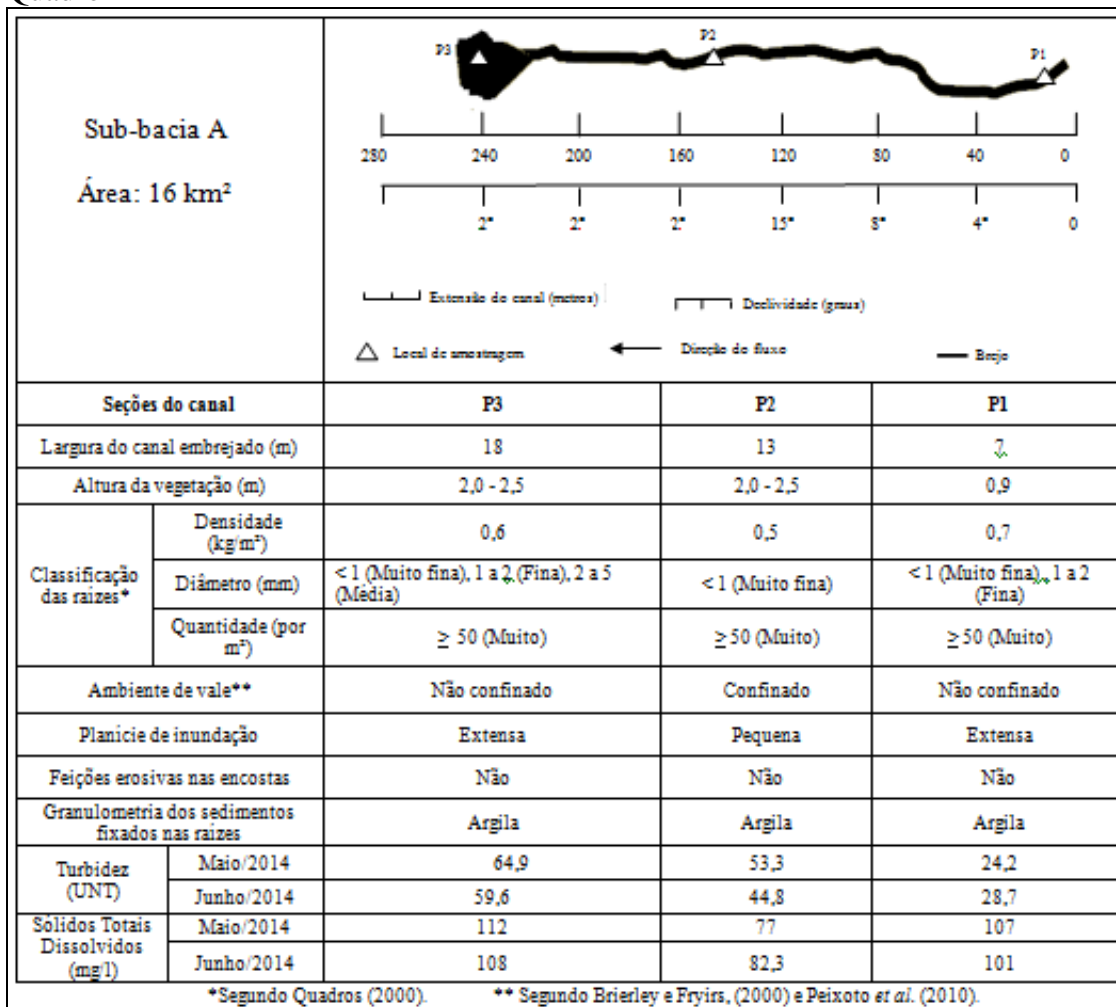 P3
P2
P1
Sub-bacia A
Área: 16 km²
280 240 200 160 120 80 40 0
2° 2° 2° 15° 8° 4° 0
Extensão do canal (metros)
Declividade (graus)
Local de amostragem
Direção do fluxo
Brejo
Seções do canal P3 P2 P1
Largura do canal embrejado (m) 18 13 7
Altura da vegetação (m) 2,0 - 2,5 2,0 - 2,5 0,9
Classificação das raízes*
Densidade (kg/m²) 0,6 0,5 0,7
Diâmetro (mm) < 1 (Muito fina), 1 a 2 (Fina), 2 a 5 (Média) < 1 (Muito fina) < 1 (Muito fina), 1 a 2 (Fina)
Quantidade (por m²) ≥ 50 (Muito) ≥ 50 (Muito) ≥ 50 (Muito)
Ambiente de vale** Não confinado Confinado Não confinado
Planície de inundação Extensa Pequena Extensa
Feições erosivas nas encostas Não Não Não
Granulometria dos sedimentos fixados nas raízes Argila Argila Argila
Turbidez (UNT)
Maio/2014 64,9 53,3 24,2
Junho/2014 59,6 44,8 28,7
Sólidos Totais Dissolvidos (mg/l)
Maio/2014 112 77 107
Junho/2014 108 82,3 101
*Segundo Quadros (2000). ** Segundo Brierley e Fryirs, (2000) e Peixoto et al. (2010).